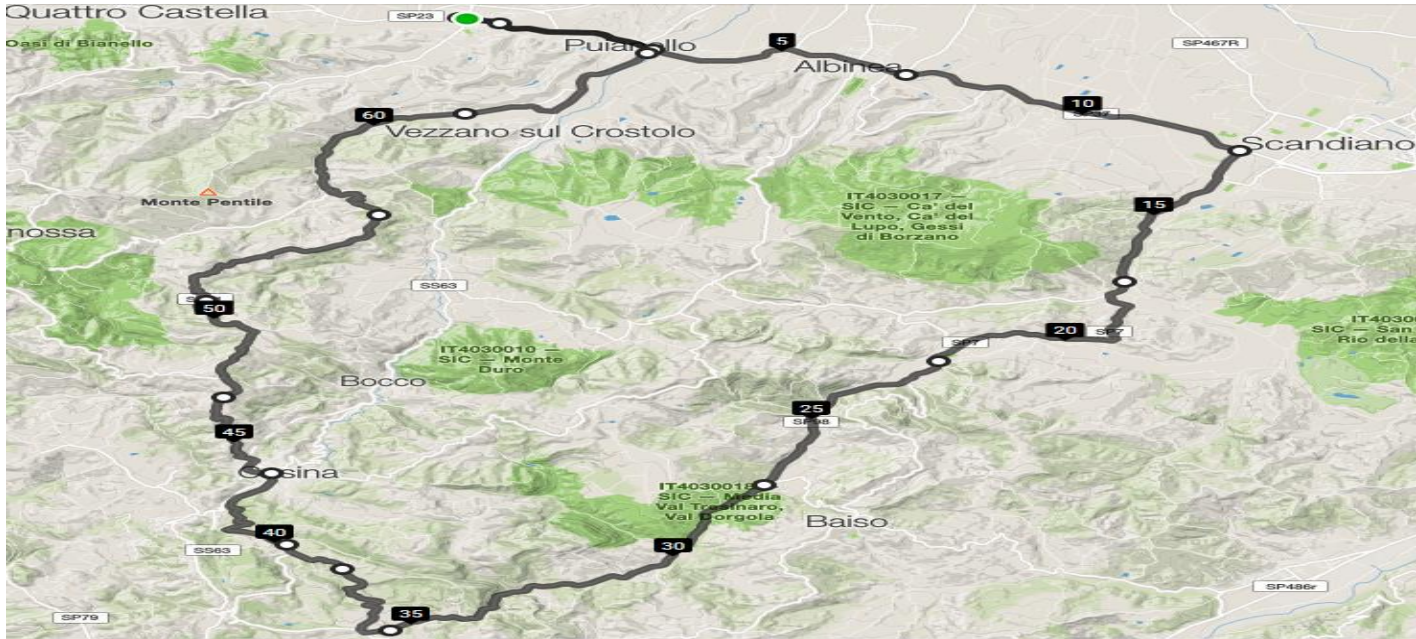 Quattro Castella
SP23
Oasi di Bianello
Puianello
5
Albinea
SP467R
10
60
Vezzano sul Crostolo
Scandiano
Monte Pentile
15
IT4030017 —
SIC — Ca' del
Vento, Ca' del
Lupo, Gessi
di Borzano
nossa
SS63
50
20
SP7
SP7
SIC — San
Rio della
IT4030010 —
SIC — Monte
Duro
Bocco
25
SP98
45
Casina
IT4030018
SIC — Media
Val Tresinaro,
Val Dorgola
Baiso
40
30
SS63
SP486r
35
SP79